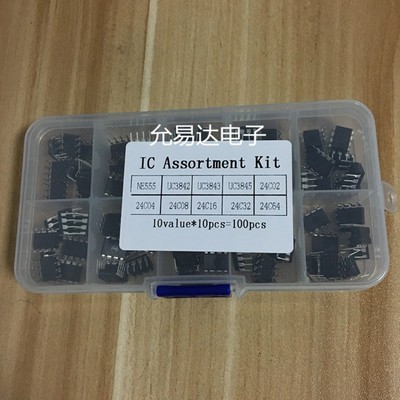 允易达电子
IC Assortment Kit
NE555 UC3842 UC3843 UC3845 24C02
24C04 24C08 24C16 24C32 24C64
10value*10pcs=100pcs